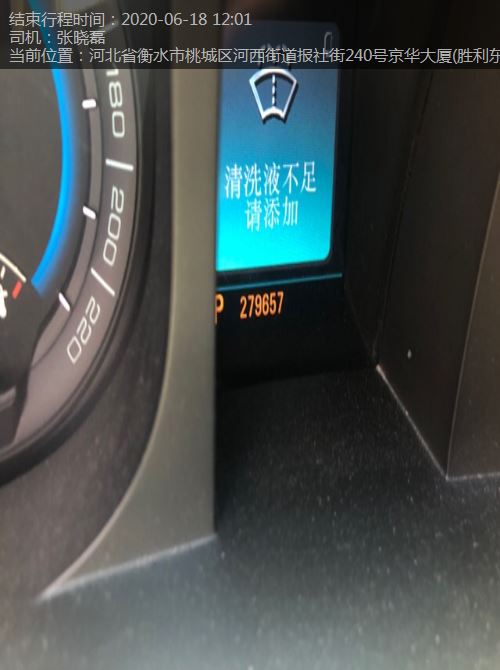 结束行程时间：2020-06-18 12:01
司机：张晓磊
当前位置：河北省衡水市桃城区河西街道报社街240号京华大厦(胜利东
180
200
220
清洗液不足
请添加
P 279657